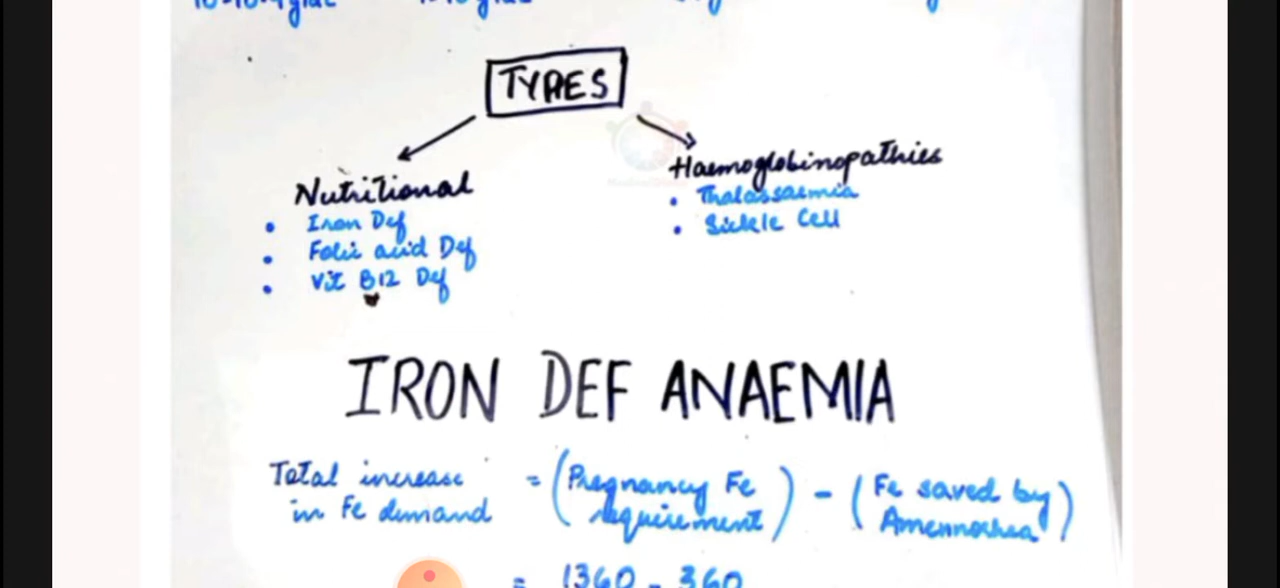 TYPES
Nutritional
• Iron Def
• Folic acid Def
• Vit B12 Def
Haemoglobinopathies
• Thalassaemia
• Sickle Cell
IRON DEF ANAEMIA
Total increase in Fe demand = (Pregnancy Fe requirement) - (Fe saved by Amennorhea)
= 1360 - 360